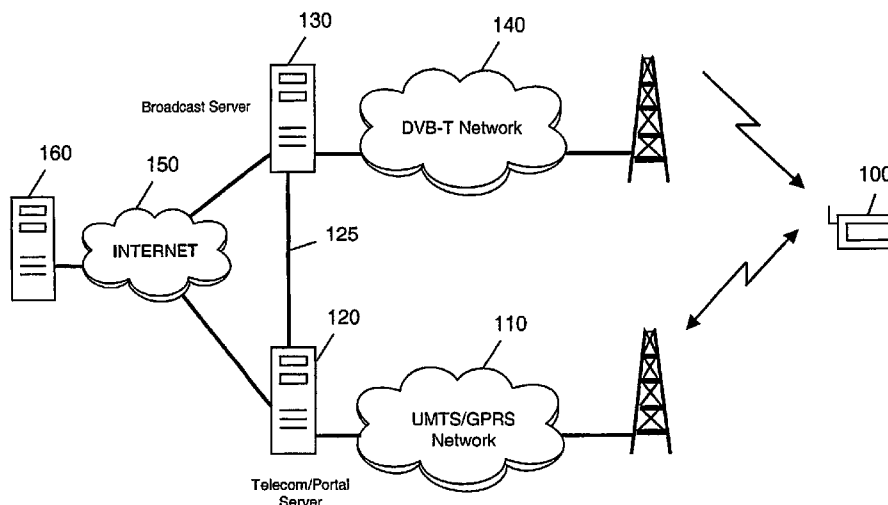 130
140
Broadcast Server
DVB-T Network
160
150
100
INTERNET
125
120
110
UMTS/GPRS
Network
Telecom/Portal
Server